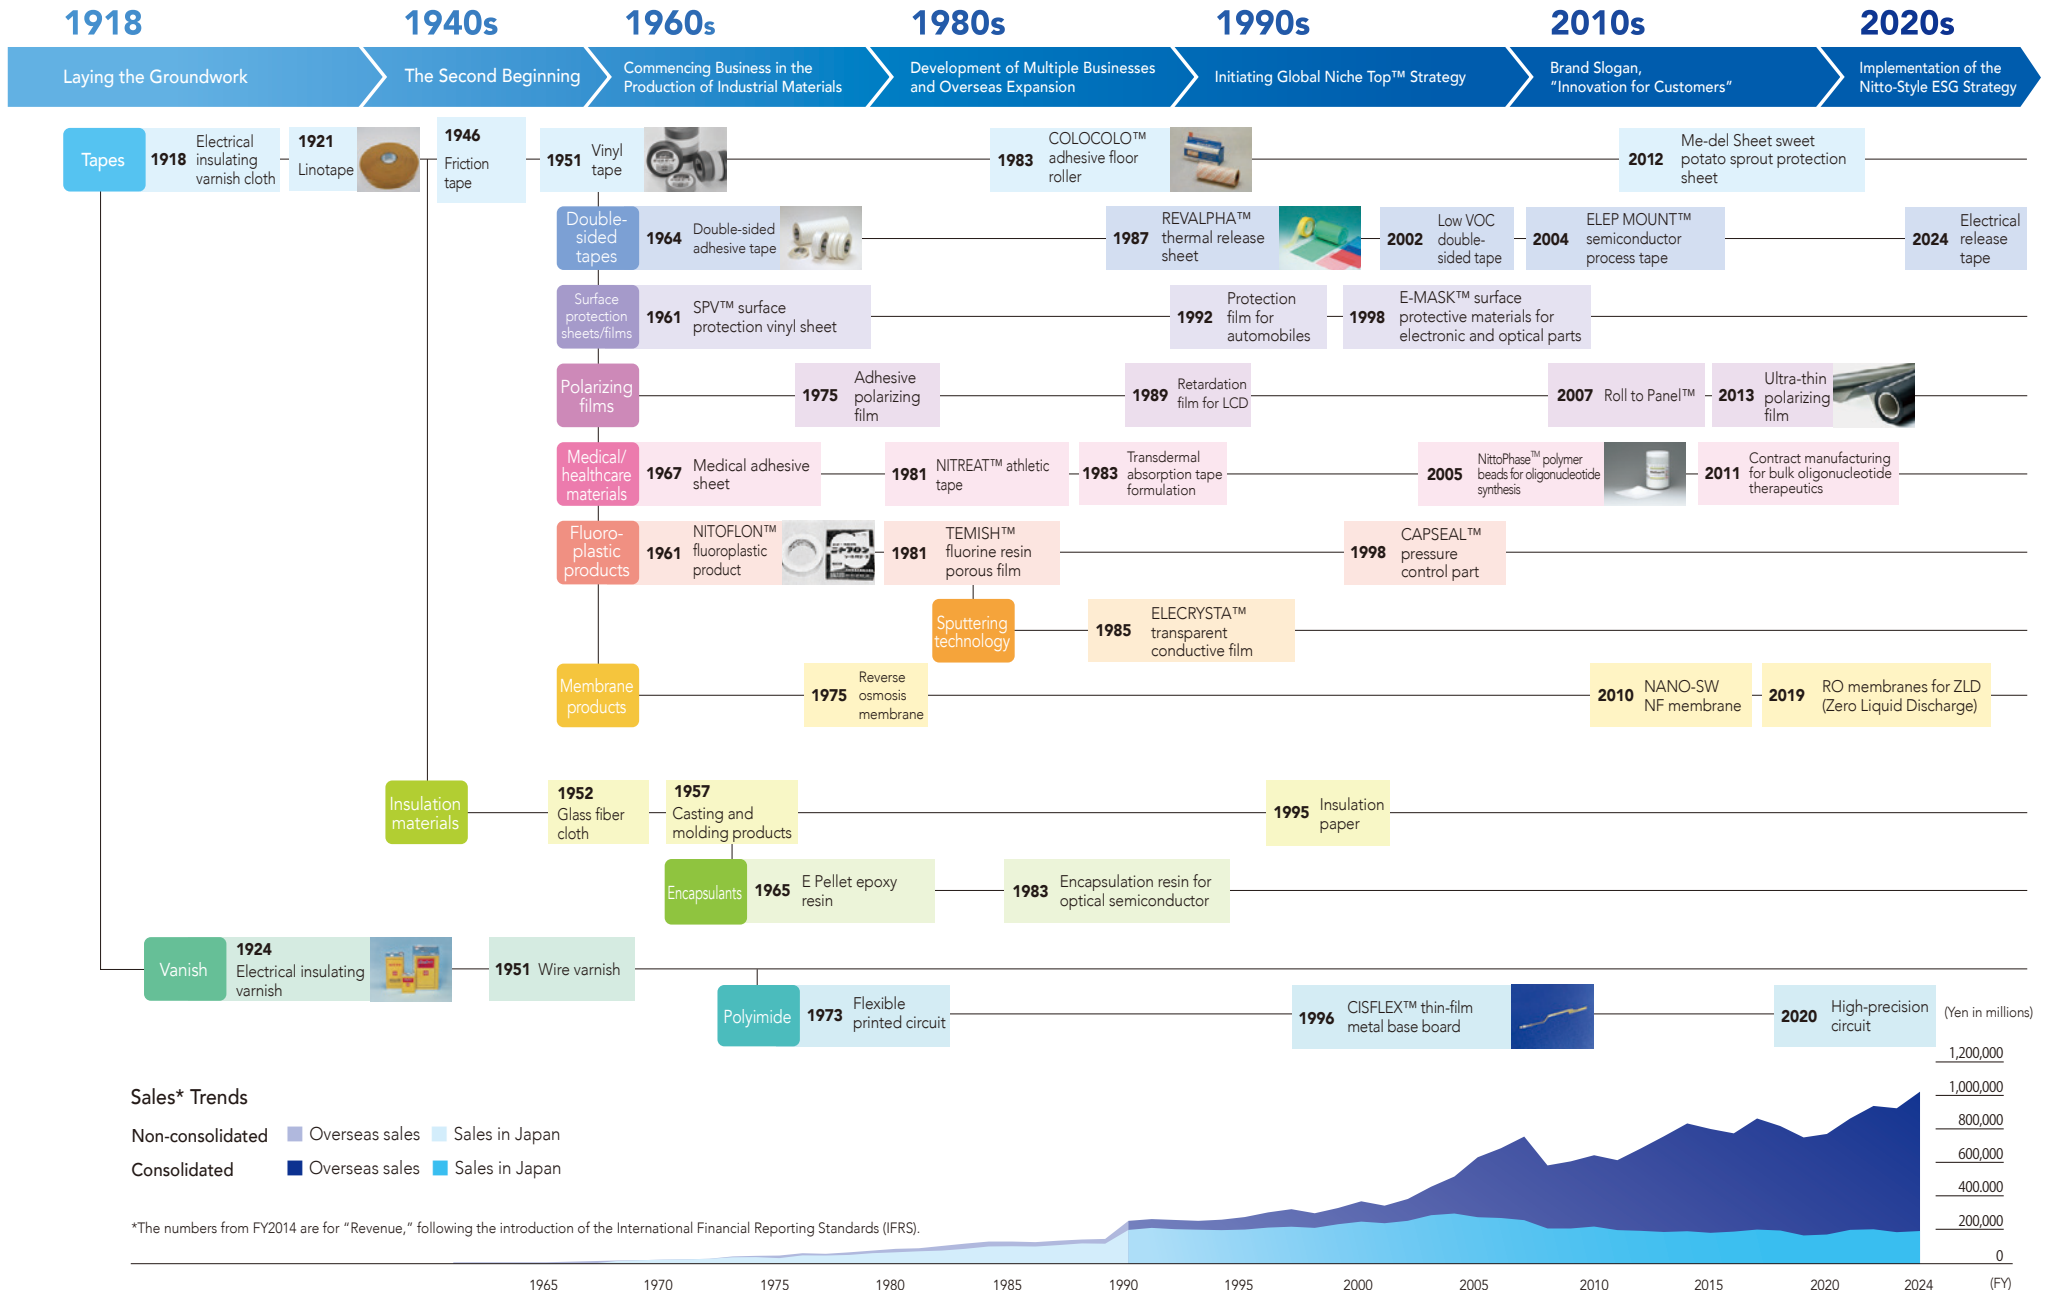 1918
1940s
1960s
1980s
1990s
2010s
2020s
Laying the Groundwork
The Second Beginning
Commencing Business in the
Production of Industrial Materials
Development of Multiple Businesses
and Overseas Expansion
Initiating Global Niche Top™ Strategy
Brand Slogan,
“Innovation for Customers”
Implementation of the
Nitto-Style ESG Strategy
Tapes
1918
Electrical
insulating
varnish cloth
1921
Linotape
1946
Friction
tape
1951
Vinyl
tape
1983
COLOCOLO™
adhesive floor
roller
2012
Me-del Sheet sweet
potato sprout protection
sheet
Double-
sided
tapes
1964
Double-sided
adhesive tape
1987
REVALPHA™
thermal release
sheet
2002
Low VOC
double-
sided tape
2004
ELEP MOUNT™
semiconductor
process tape
2024
Electrical
release
tape
Surface
protection
sheets/films
1961
SPV™ surface
protection vinyl sheet
1992
Protection
film for
automobiles
1998
E-MASK™ surface
protective materials for
electronic and optical parts
Polarizing
films
1975
Adhesive
polarizing
film
1989
Retardation
film for LCD
2007 Roll to Panel™
2013
Ultra-thin
polarizing
film
Medical/
healthcare
materials
1967
Medical adhesive
sheet
1981
NITREAT™ athletic
tape
1983
Transdermal
absorption tape
formulation
2005
NittoPhase™ polymer
beads for oligonucleotide
synthesis
2011
Contract manufacturing
for bulk oligonucleotide
therapeutics
Fluoro-
plastic
products
1961
NITOFLON™
fluoroplastic
product
ニトフロン
1981
TEMISH™
fluorine resin
porous film
1998
CAPSEAL™
pressure
control part
Sputtering
technology
1985
ELECRYSTA™
transparent
conductive film
Membrane
products
1975
Reverse
osmosis
membrane
2010
NANO-SW
NF membrane
2019
RO membranes for ZLD
(Zero Liquid Discharge)
Insulation
materials
1952
Glass fiber
cloth
1957
Casting and
molding products
1995
Insulation
paper
Encapsulants
1965
E Pellet epoxy
resin
1983
Encapsulation resin for
optical semiconductor
Vanish
1924
Electrical insulating
varnish
1951 Wire varnish
Polyimide
1973
Flexible
printed circuit
1996
CISFLEX™ thin-film
metal base board
2020
High-precision
circuit
(Yen in millions)
Sales* Trends
Non-consolidated
Overseas sales
Sales in Japan
Consolidated
Overseas sales
Sales in Japan
*The numbers from FY2014 are for “Revenue,” following the introduction of the International Financial Reporting Standards (IFRS).
1,200,000
1,000,000
800,000
600,000
400.000
200,000
0
1965
1970
1975
1980
1985
1990
1995
2000
2005
2010
2015
2020
2024
(FY)